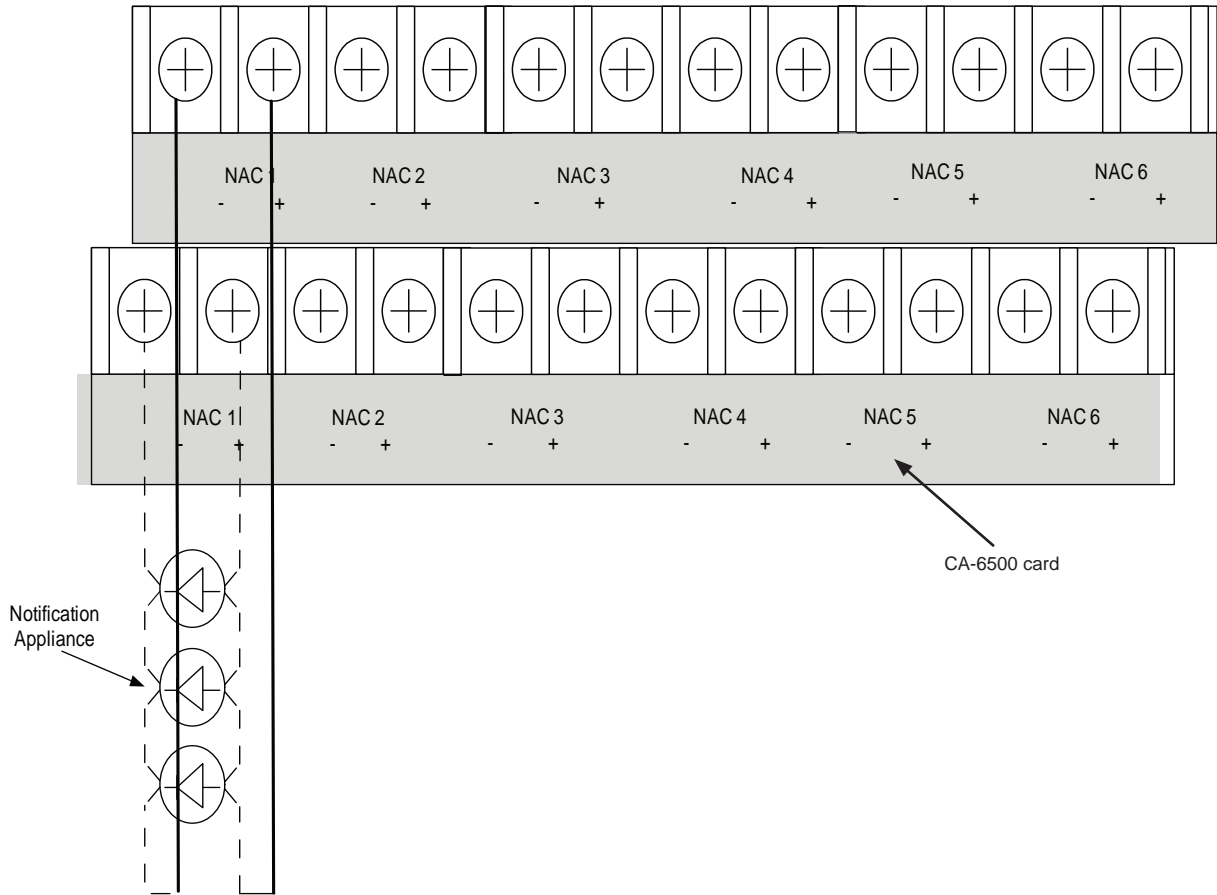 NAC 1 NAC 2 NAC 3 NAC 4 NAC 5 NAC 6
- + - + - + - + - + - +
NAC 1 NAC 2 NAC 3 NAC 4 NAC 5 NAC 6
- + - + - + - + - + - +
CA-6500 card
Notification
Appliance